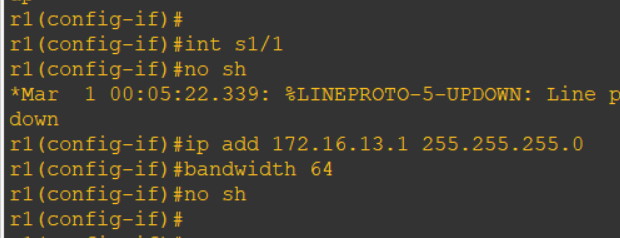 r1(config-if)#
r1(config-if)#int s1/1
r1(config-if)#no sh
*Mar  1 00:05:22.339: %LINEPROTO-5-UPDOWN: Line p
down
r1(config-if)#ip add 172.16.13.1 255.255.255.0
r1(config-if)#bandwidth 64
r1(config-if)#no sh
r1(config-if)#